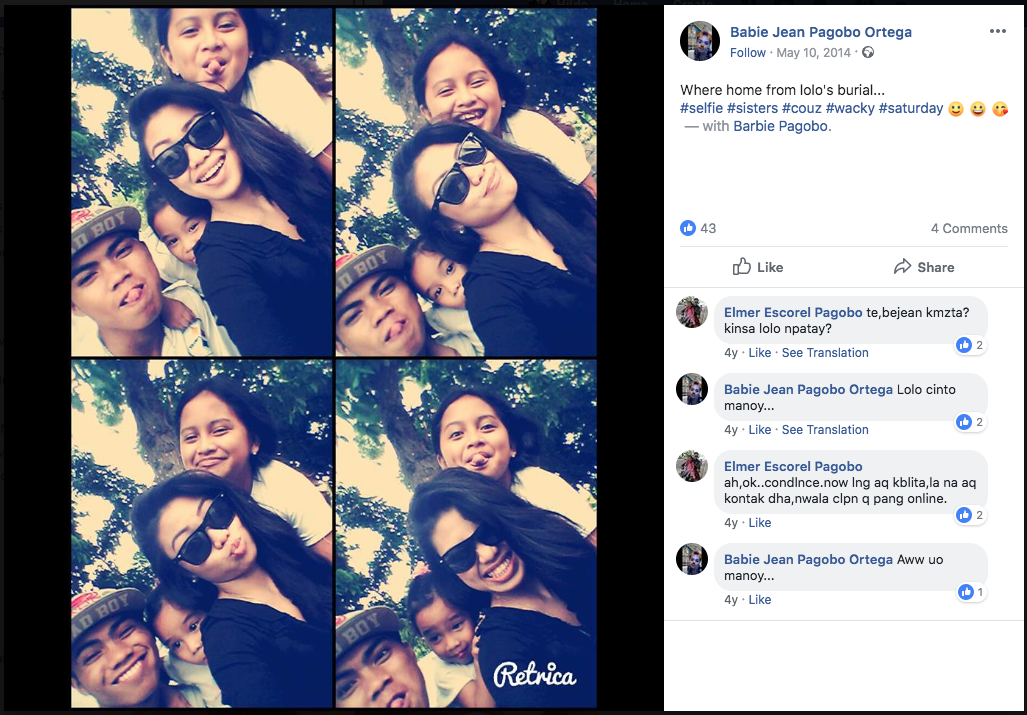 BAD BOY
BAD BOY
BAD BOY
BOY
Retrica
Babie Jean Pagobo Ortega
Follow · May 10, 2014 ·
Where home from lolo's burial...
#selfie #sisters #couz #wacky #saturday 🙂 😀 😘
— with Barbie Pagobo.
43
4 Comments
Like
Share
Elmer Escorel Pagobo te,bejean kmzta?
kinsa lolo npatay?
2
4y · Like · See Translation
Babie Jean Pagobo Ortega Lolo cinto
manoy...
2
4y · Like · See Translation
Elmer Escorel Pagobo
ah,ok..condlnce.now lng aq kblita,la na aq
kontak dha,nwala clpn q pang online.
2
4y · Like
Babie Jean Pagobo Ortega Aww uo
manoy...
1
4y · Like